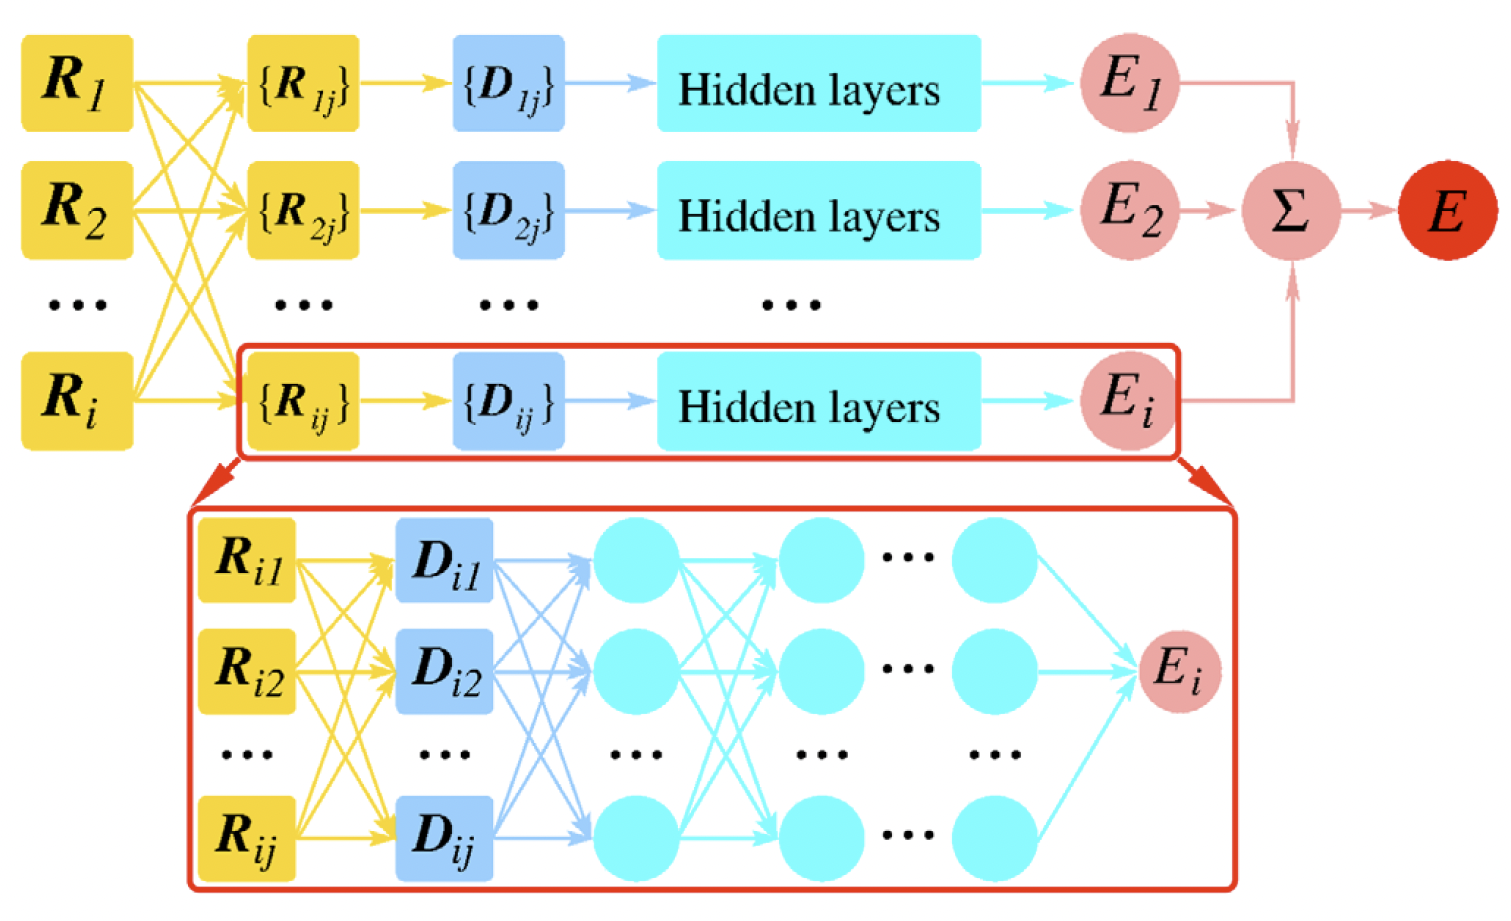 R1 {R1j} {D1j} Hidden layers E1
R2 {R2j} {D2j} Hidden layers E2 Σ E
... ... ... ...
Ri {Rij} {Dij} Hidden layers Ei
Ri1 Di1 ...
Ri2 Di2 ... Ei
... ... ... ... ...
Rij Dij ...